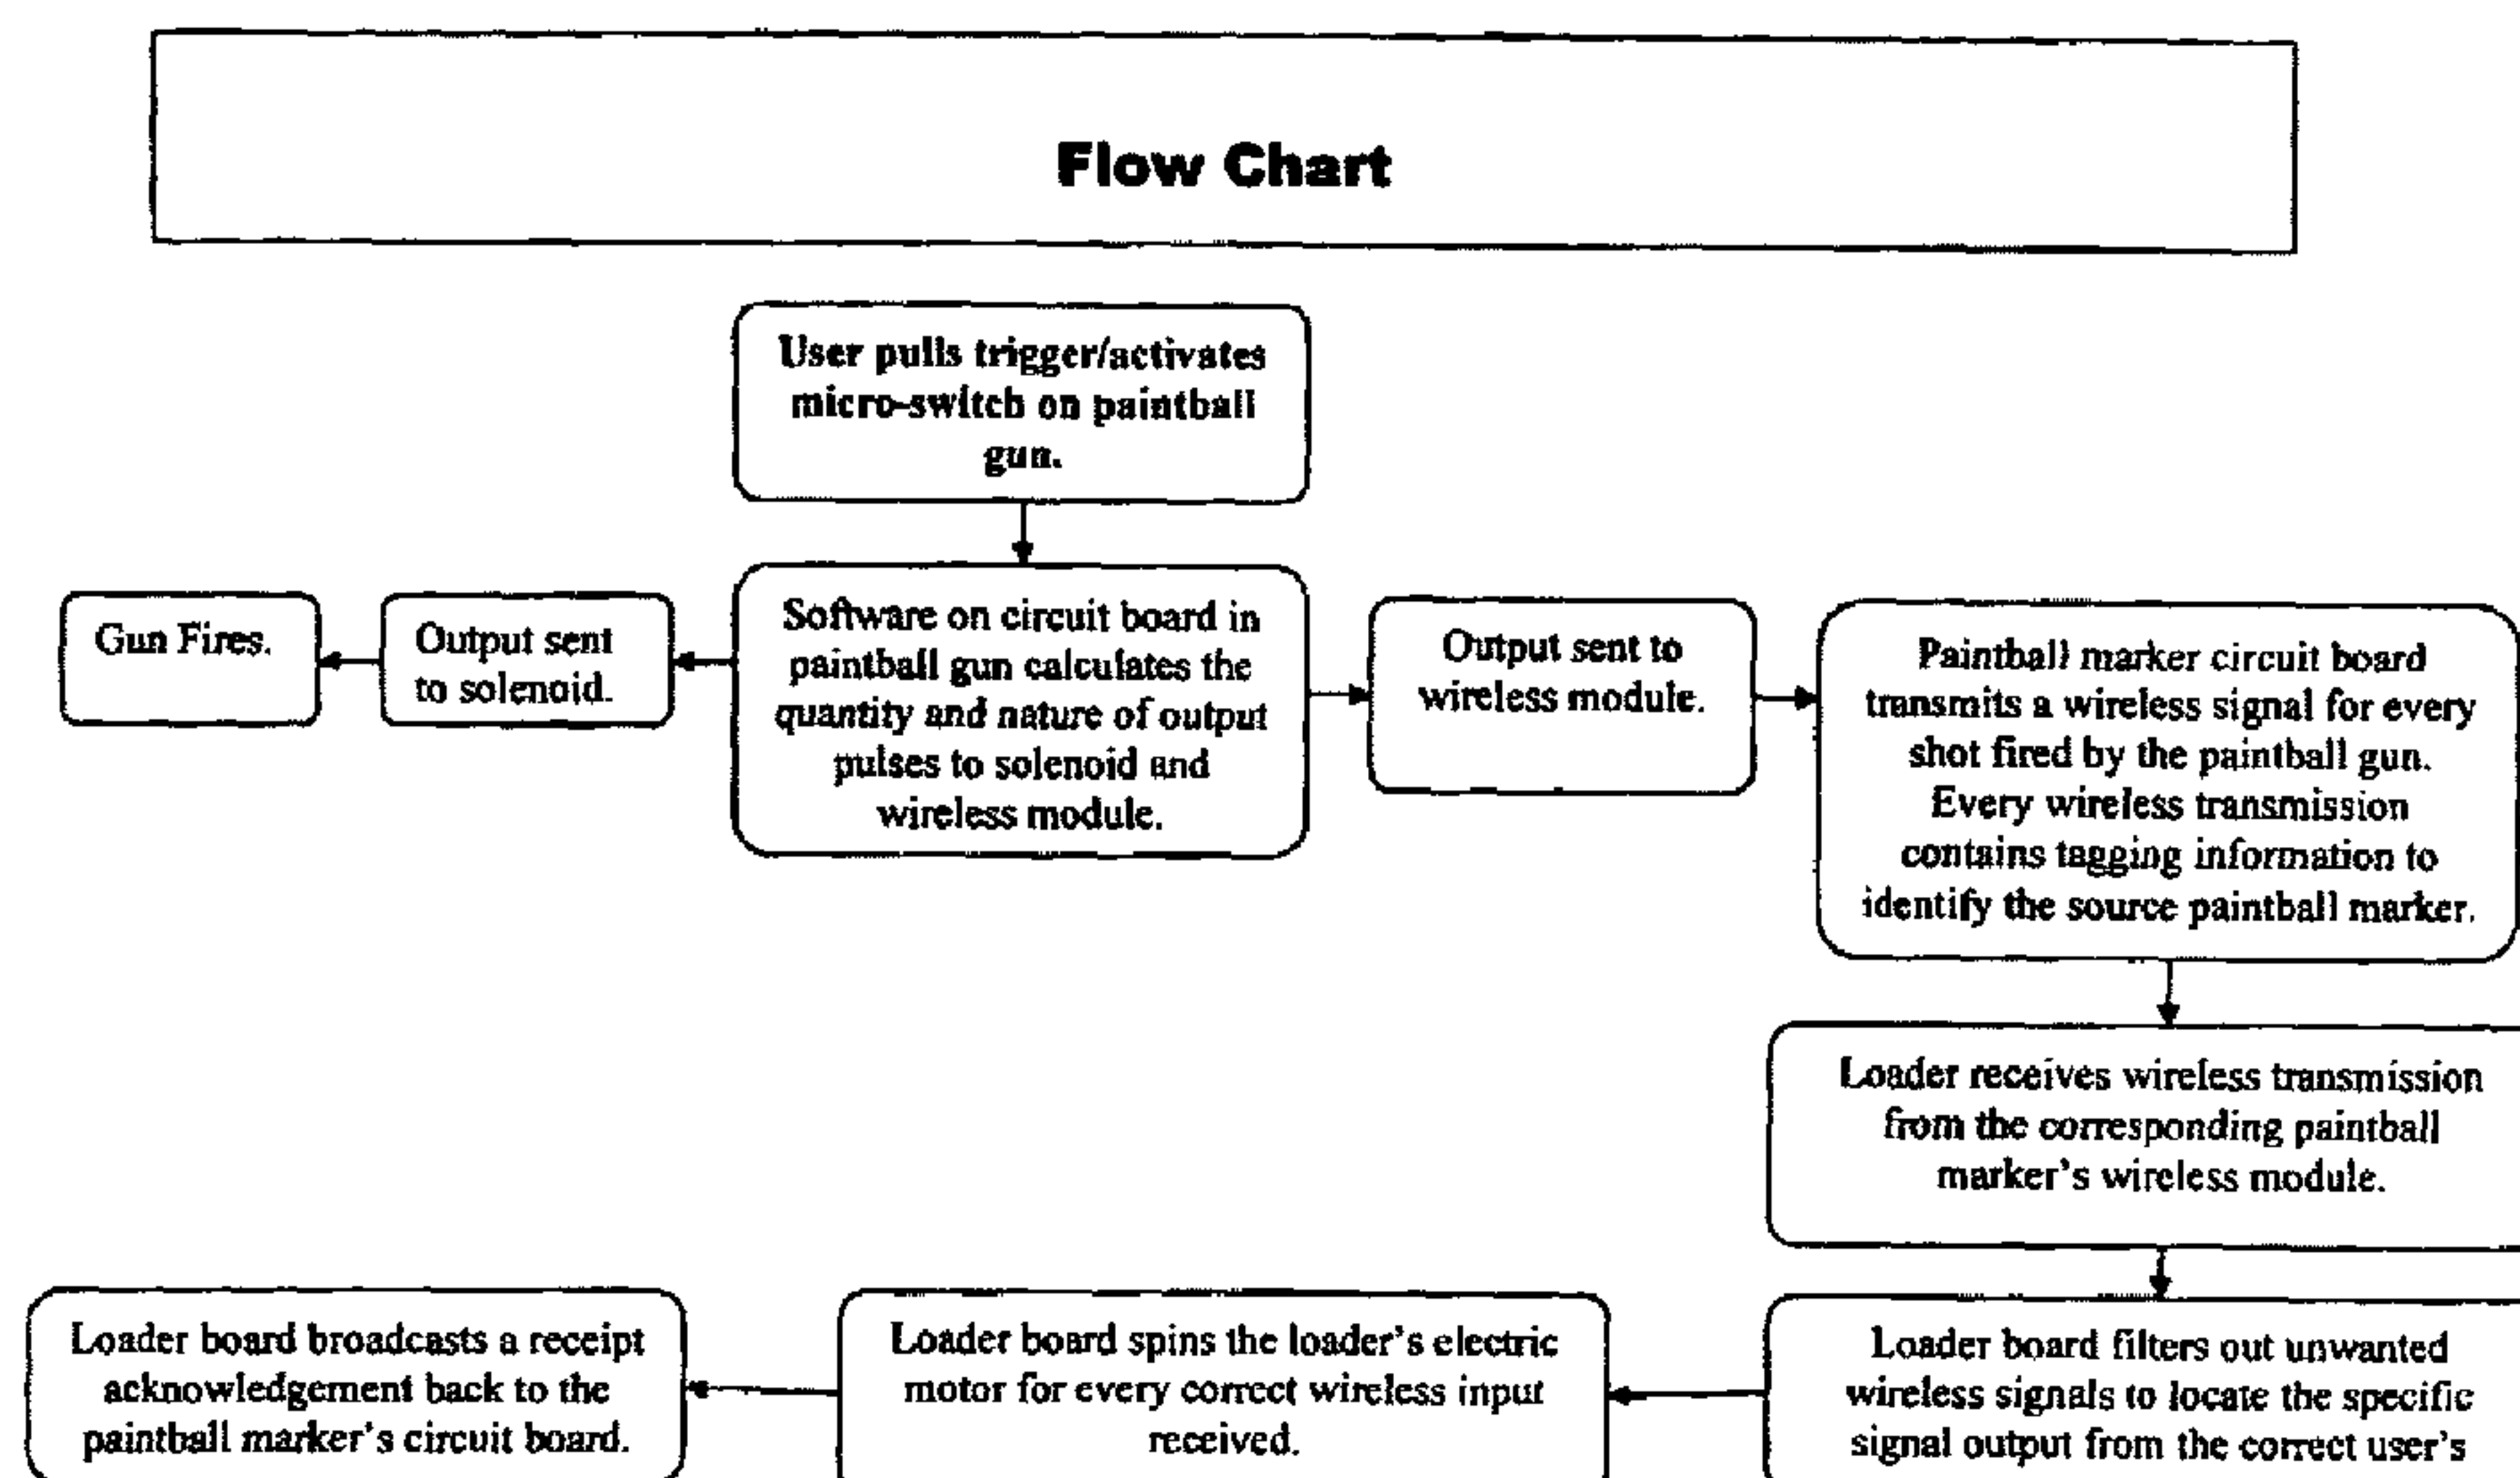 Flow Chart
User pulls trigger/activates
micro-switch on paintball
gun.
Gun Fires.
Output sent
to solenoid.
Software on circuit board in
paintball gun calculates the
quantity and nature of output
pulses to solenoid and
wireless module.
Output sent to
wireless module.
Paintball marker circuit board
transmits a wireless signal for every
shot fired by the paintball gun.
Every wireless transmission
contains tagging information to
identify the source paintball marker.
Loader receives wireless transmission
from the corresponding paintball
marker's wireless module.
Loader board filters out unwanted
wireless signals to locate the specific
signal output from the correct user's
Loader board spins the loader's electric
motor for every correct wireless input
received.
Loader board broadcasts a receipt
acknowledgement back to the
paintball marker's circuit board.